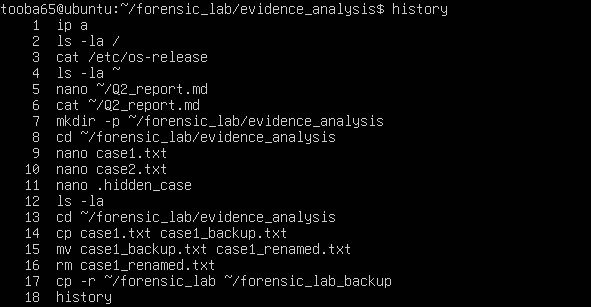 tooba65@ubuntu:~/forensic_lab/evidence_analysis$ history
1 ip a
2 ls -la /
3 cat /etc/os-release
4 ls -la ~
5 nano ~/Q2_report.md
6 cat ~/Q2_report.md
7 mkdir -p ~/forensic_lab/evidence_analysis
8 cd ~/forensic_lab/evidence_analysis
9 nano case1.txt
10 nano case2.txt
11 nano .hidden_case
12 ls -la
13 cd ~/forensic_lab/evidence_analysis
14 cp case1.txt case1_backup.txt
15 mv case1_backup.txt case1_renamed.txt
16 rm case1_renamed.txt
17 cp -r ~/forensic_lab ~/forensic_lab_backup
18 history